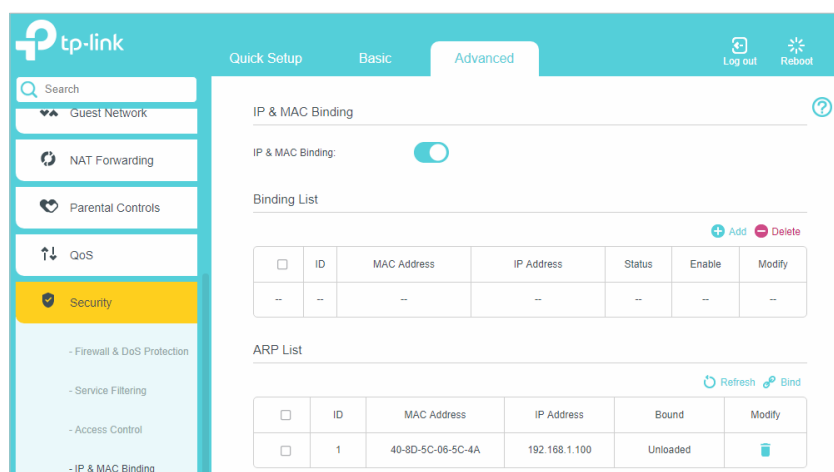 tp-link
Quick Setup Basic Advanced Log out Reboot
Search
Guest Network
NAT Forwarding
Parental Controls
QoS
Security
- Firewall & DoS Protection
- Service Filtering
- Access Control
- IP & MAC Binding
IP & MAC Binding
?
IP & MAC Binding:
Binding List
Add Delete
ID MAC Address IP Address Status Enable Modify
-- -- -- -- -- -- --
ARP List
Refresh Bind
ID MAC Address IP Address Bound Modify
1 40-8D-5C-06-5C-4A 192.168.1.100 Unloaded